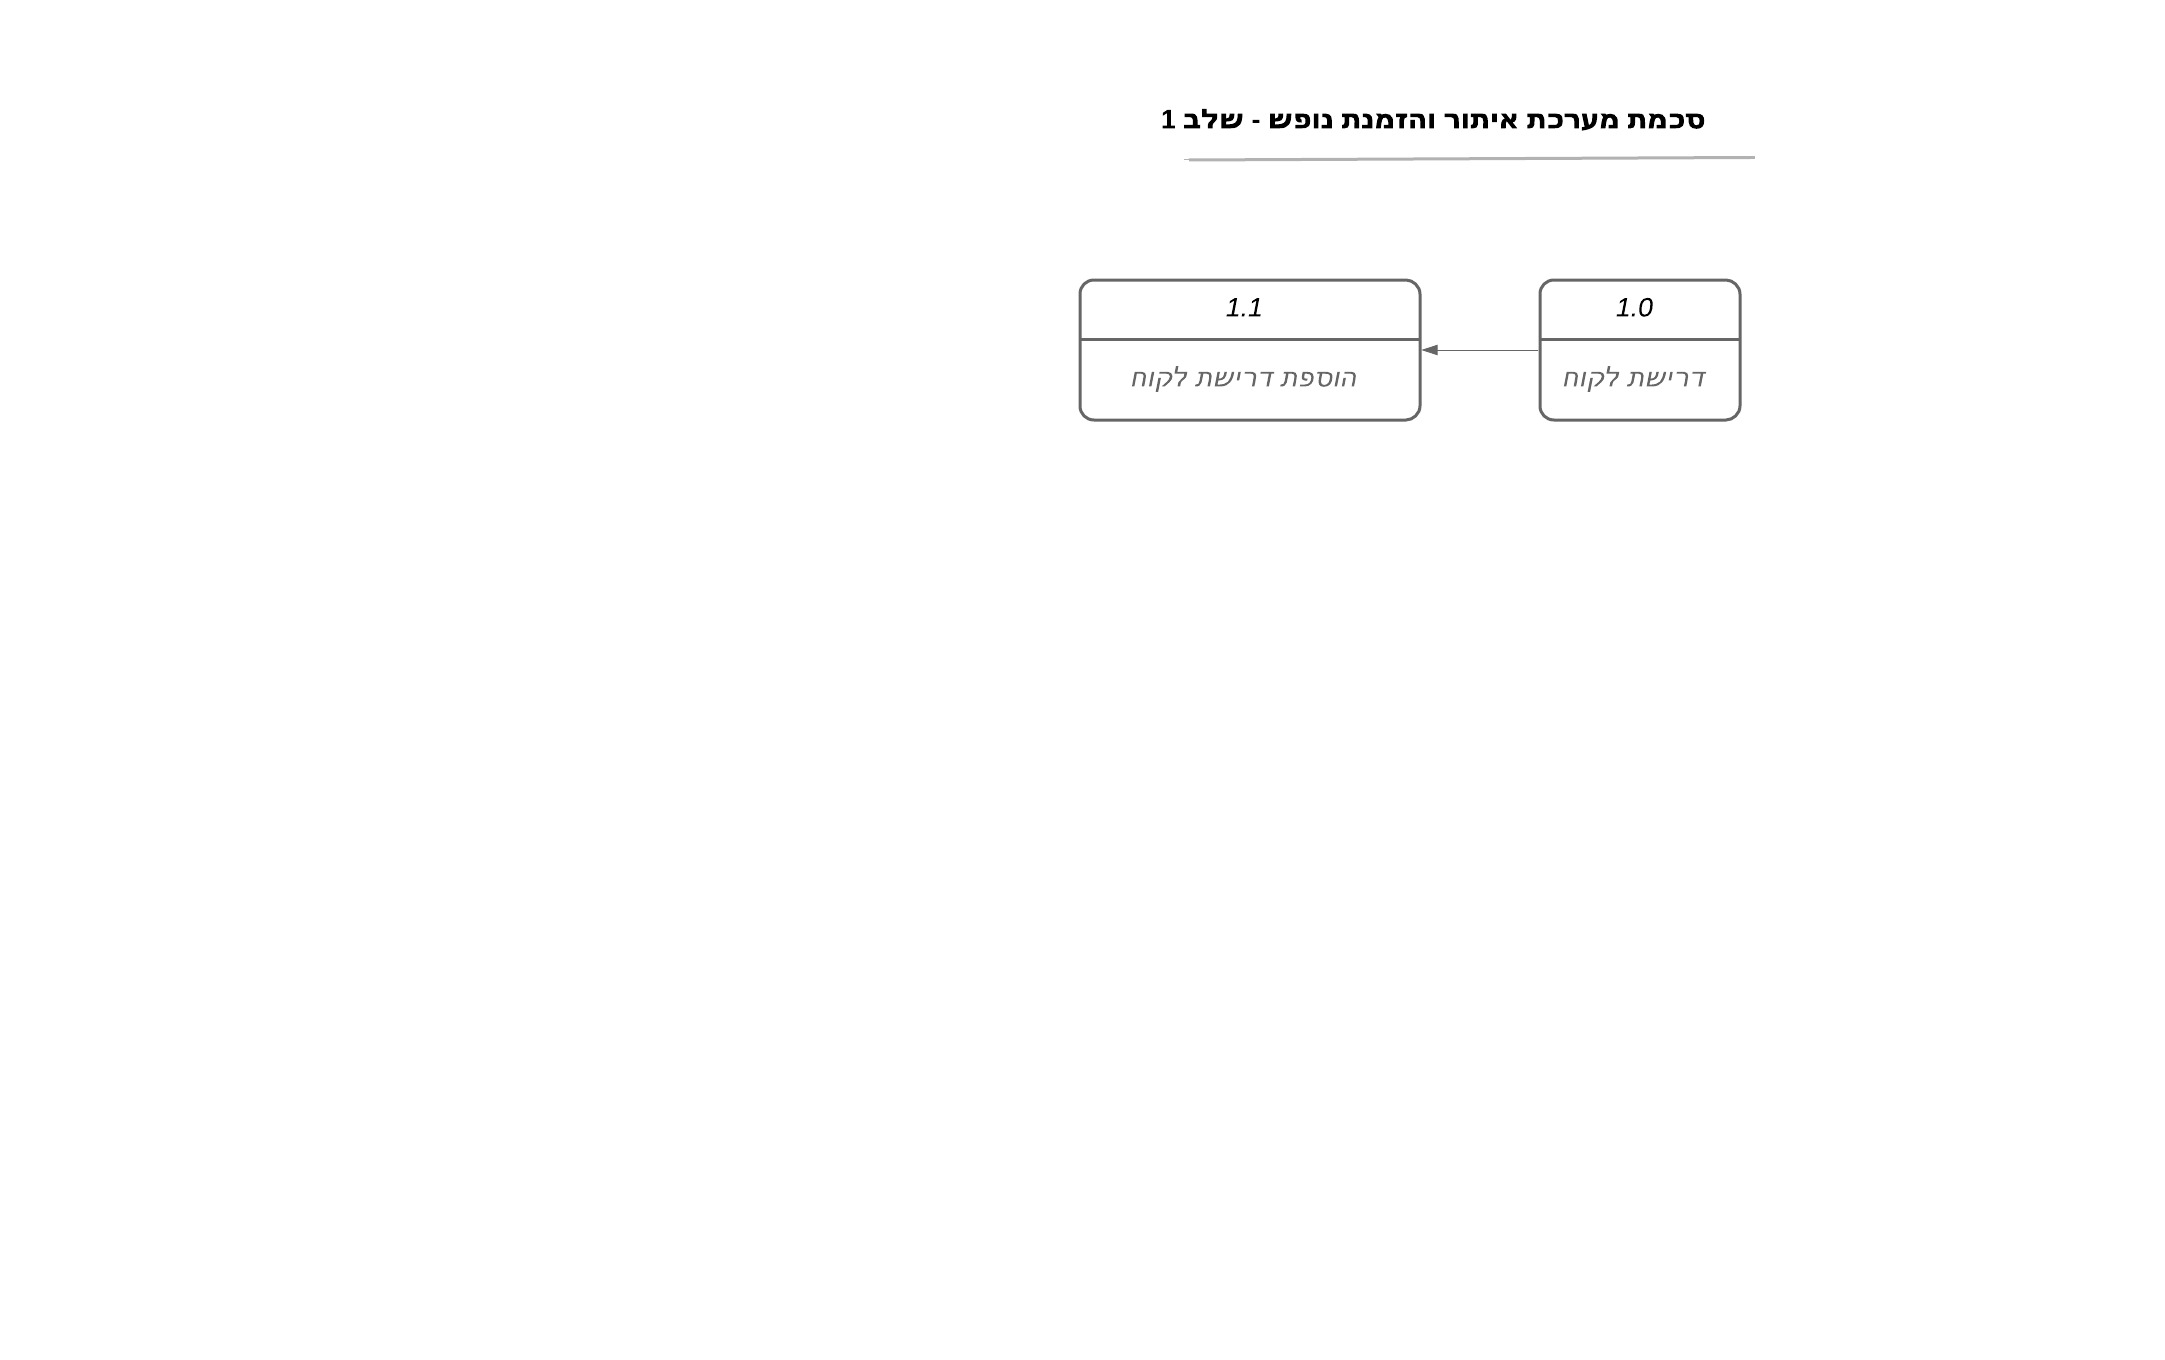 סכמת מערכת איתור והזמנת נופש - שלב 1
1.0
דרישת לקוח
1.1
הוספת דרישת לקוח